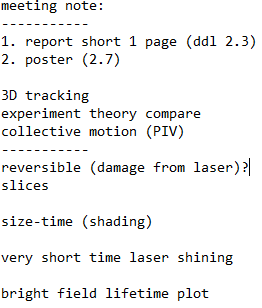 meeting note:
-----------
1. report short 1 page (ddl 2.3)
2. poster (2.7)

3D tracking
experiment theory compare
collective motion (PIV)
-----------
reversible (damage from laser)?
slices

size-time (shading)

very short time laser shining

bright field lifetime plot